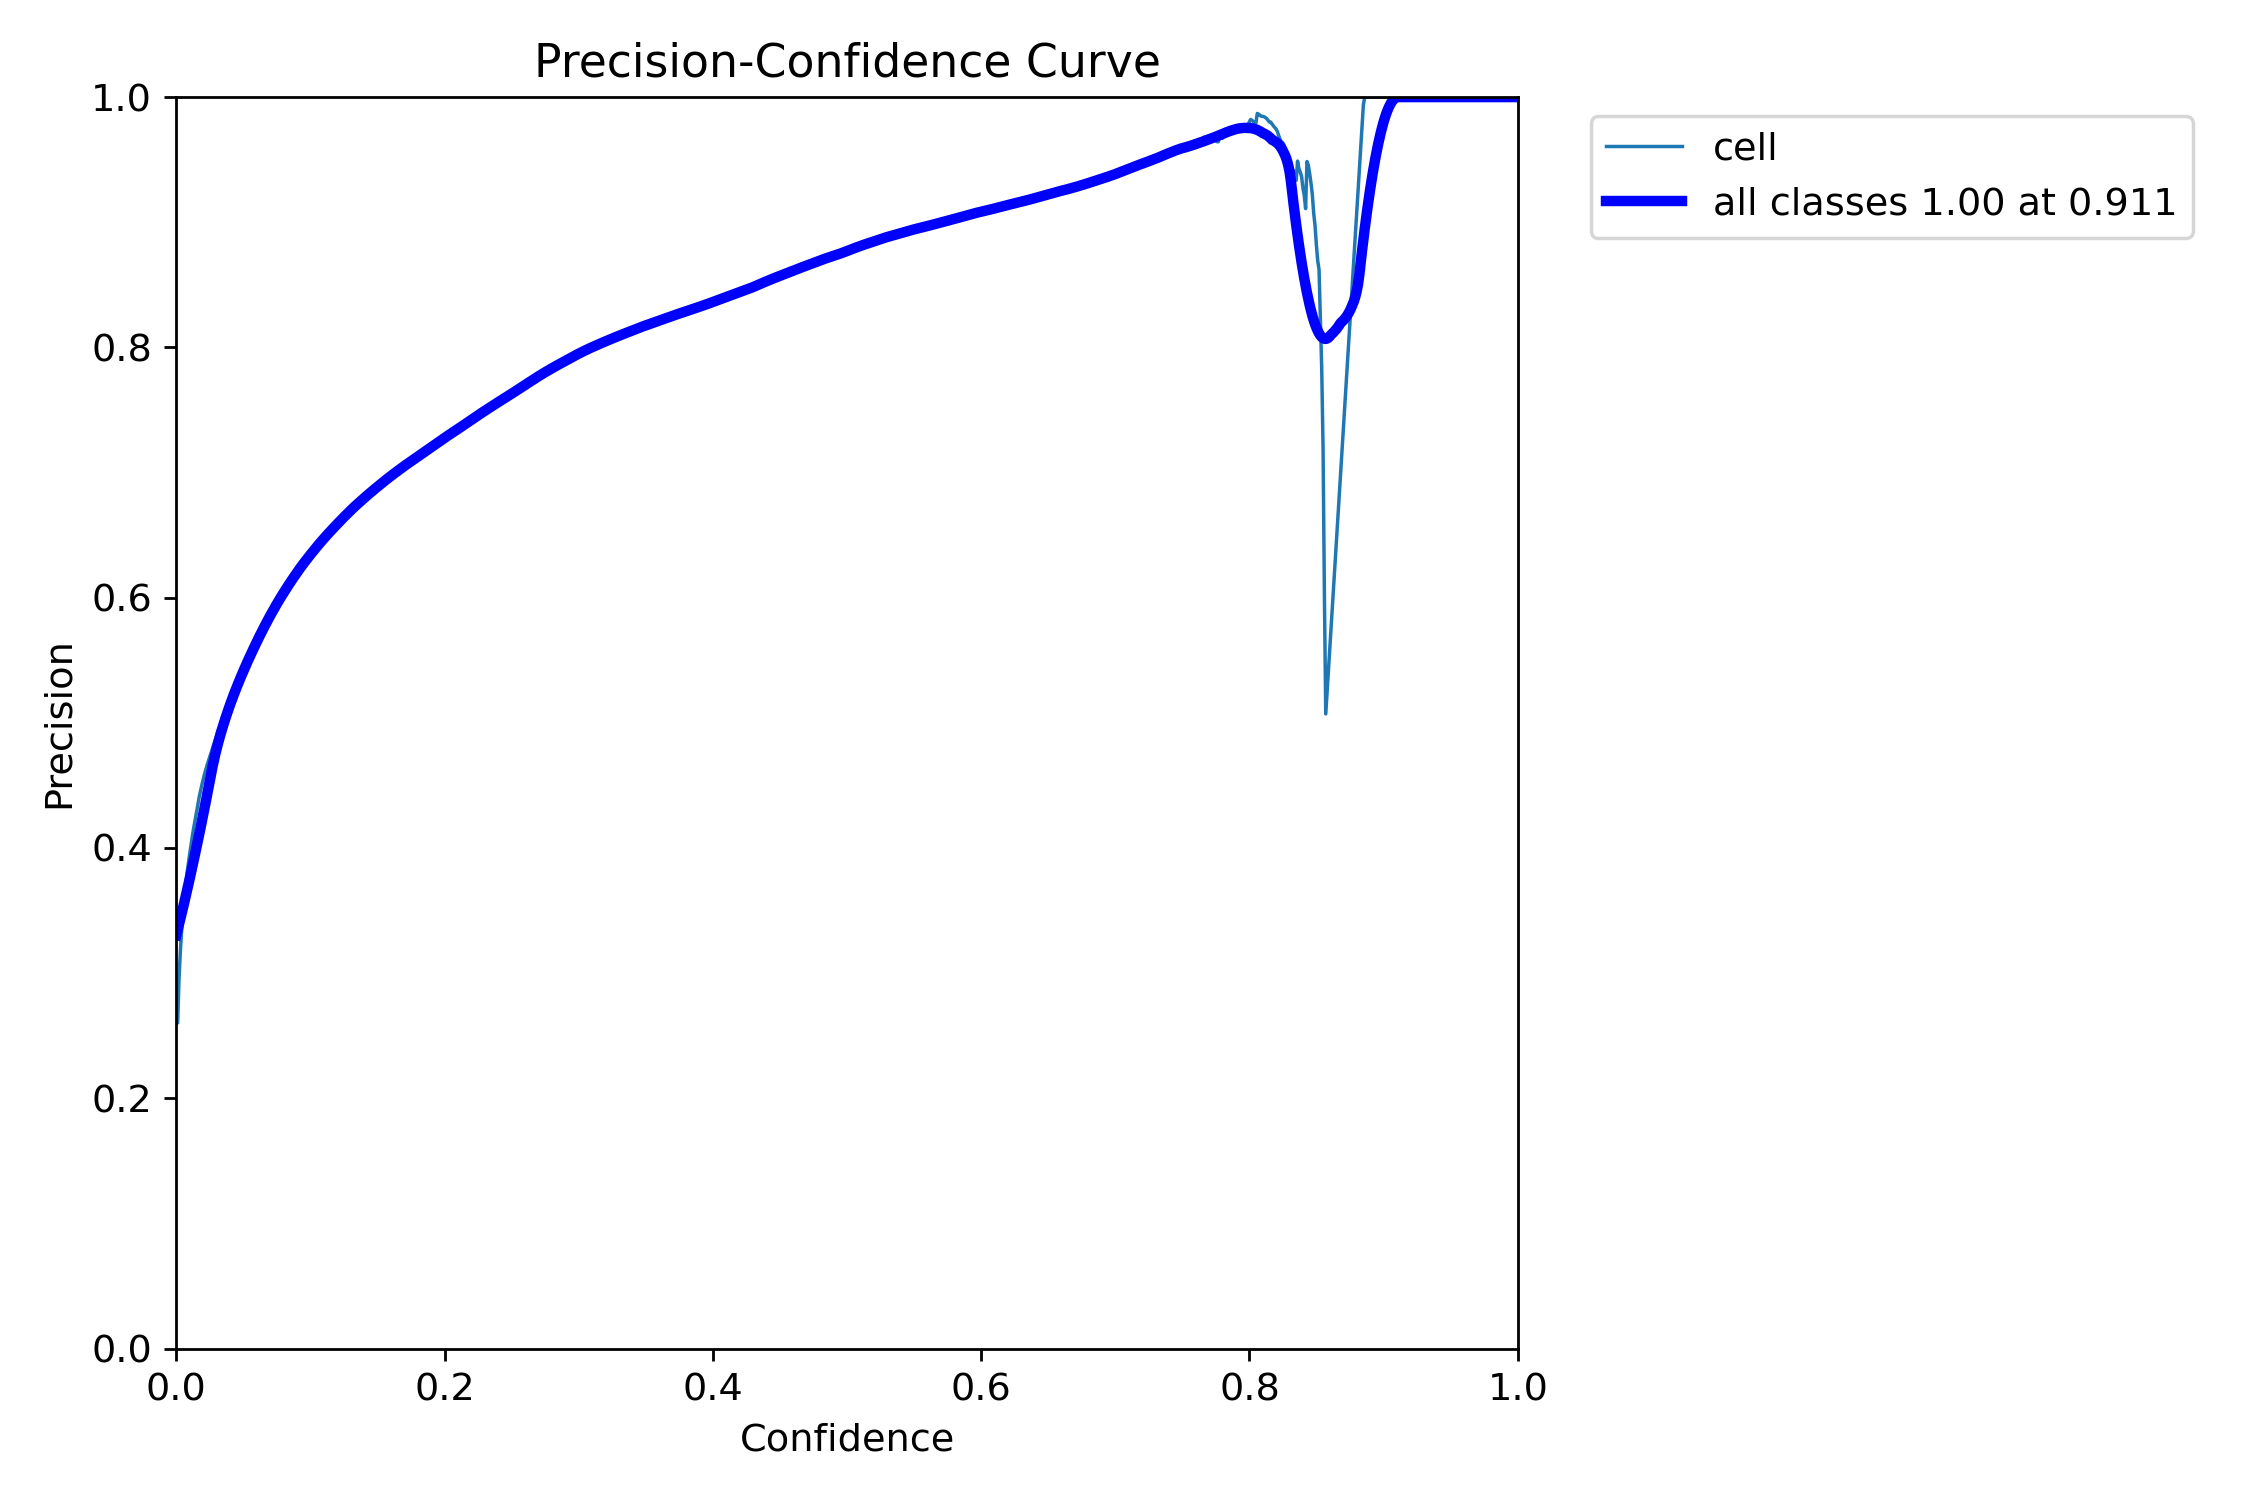 Precision-Confidence Curve
cell
all classes 1.00 at 0.911
1.0
0.8
0.6
0.4
0.2
0.0
Precision
0.0 0.2 0.4 0.6 0.8 1.0
Confidence